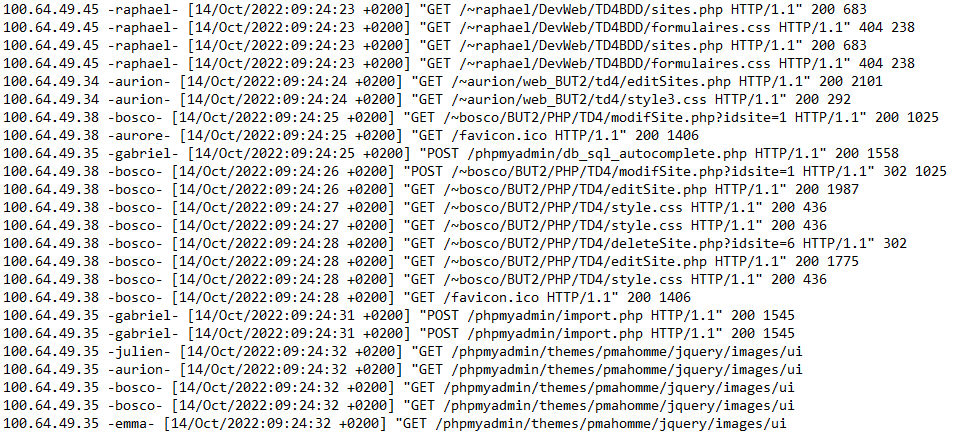 100.64.49.45 -raphael- [14/Oct/2022:09:24:23 +0200] "GET /~raphael/DevWeb/TD4BDD/sites.php HTTP/1.1" 200 683
100.64.49.45 -raphael- [14/Oct/2022:09:24:23 +0200] "GET /~raphael/DevWeb/TD4BDD/formulaires.css HTTP/1.1" 404 238
100.64.49.45 -raphael- [14/Oct/2022:09:24:23 +0200] "GET /~raphael/DevWeb/TD4BDD/sites.php HTTP/1.1" 200 683
100.64.49.45 -raphael- [14/Oct/2022:09:24:23 +0200] "GET /~raphael/DevWeb/TD4BDD/formulaires.css HTTP/1.1" 404 238
100.64.49.34 -aurion- [14/Oct/2022:09:24:24 +0200] "GET /~aurion/web_BUT2/td4/editSites.php HTTP/1.1" 200 2101
100.64.49.34 -aurion- [14/Oct/2022:09:24:24 +0200] "GET /~aurion/web_BUT2/td4/style3.css HTTP/1.1" 200 292
100.64.49.38 -bosco- [14/Oct/2022:09:24:25 +0200] "GET /~bosco/BUT2/PHP/TD4/modifSite.php?idsite=1 HTTP/1.1" 200 1025
100.64.49.38 -aurore- [14/Oct/2022:09:24:25 +0200] "GET /favicon.ico HTTP/1.1" 200 1406
100.64.49.35 -gabriel- [14/Oct/2022:09:24:25 +0200] "POST /phpmyadmin/db_sql_autocomplete.php HTTP/1.1" 200 1558
100.64.49.38 -bosco- [14/Oct/2022:09:24:26 +0200] "POST /~bosco/BUT2/PHP/TD4/modifSite.php?idsite=1 HTTP/1.1" 302 1025
100.64.49.38 -bosco- [14/Oct/2022:09:24:26 +0200] "GET /~bosco/BUT2/PHP/TD4/editSite.php HTTP/1.1" 200 1987
100.64.49.38 -bosco- [14/Oct/2022:09:24:27 +0200] "GET /~bosco/BUT2/PHP/TD4/style.css HTTP/1.1" 200 436
100.64.49.38 -bosco- [14/Oct/2022:09:24:27 +0200] "GET /~bosco/BUT2/PHP/TD4/style.css HTTP/1.1" 200 436
100.64.49.38 -bosco- [14/Oct/2022:09:24:28 +0200] "GET /~bosco/BUT2/PHP/TD4/deleteSite.php?idsite=6 HTTP/1.1" 302
100.64.49.38 -bosco- [14/Oct/2022:09:24:28 +0200] "GET /~bosco/BUT2/PHP/TD4/editSite.php HTTP/1.1" 200 1775
100.64.49.38 -bosco- [14/Oct/2022:09:24:28 +0200] "GET /~bosco/BUT2/PHP/TD4/style.css HTTP/1.1" 200 436
100.64.49.38 -bosco- [14/Oct/2022:09:24:28 +0200] "GET /favicon.ico HTTP/1.1" 200 1406
100.64.49.35 -gabriel- [14/Oct/2022:09:24:31 +0200] "POST /phpmyadmin/import.php HTTP/1.1" 200 1545
100.64.49.35 -gabriel- [14/Oct/2022:09:24:31 +0200] "POST /phpmyadmin/import.php HTTP/1.1" 200 1545
100.64.49.35 -julien- [14/Oct/2022:09:24:32 +0200] "GET /phpmyadmin/themes/pmahomme/jquery/images/ui
100.64.49.35 -aurion- [14/Oct/2022:09:24:32 +0200] "GET /phpmyadmin/themes/pmahomme/jquery/images/ui
100.64.49.35 -bosco- [14/Oct/2022:09:24:32 +0200] "GET /phpmyadmin/themes/pmahomme/jquery/images/ui
100.64.49.35 -bosco- [14/Oct/2022:09:24:32 +0200] "GET /phpmyadmin/themes/pmahomme/jquery/images/ui
100.64.49.35 -emma- [14/Oct/2022:09:24:32 +0200] "GET /phpmyadmin/themes/pmahomme/jquery/images/ui